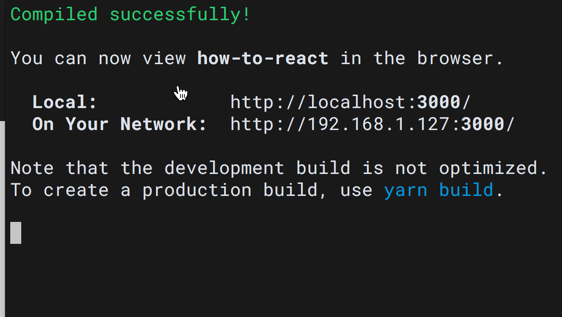 Compiled successfully!
You can now view how-to-react in the browser.
Local: http://localhost:3000/
On Your Network: http://192.168.1.127:3000/
Note that the development build is not optimized.
To create a production build, use yarn build.